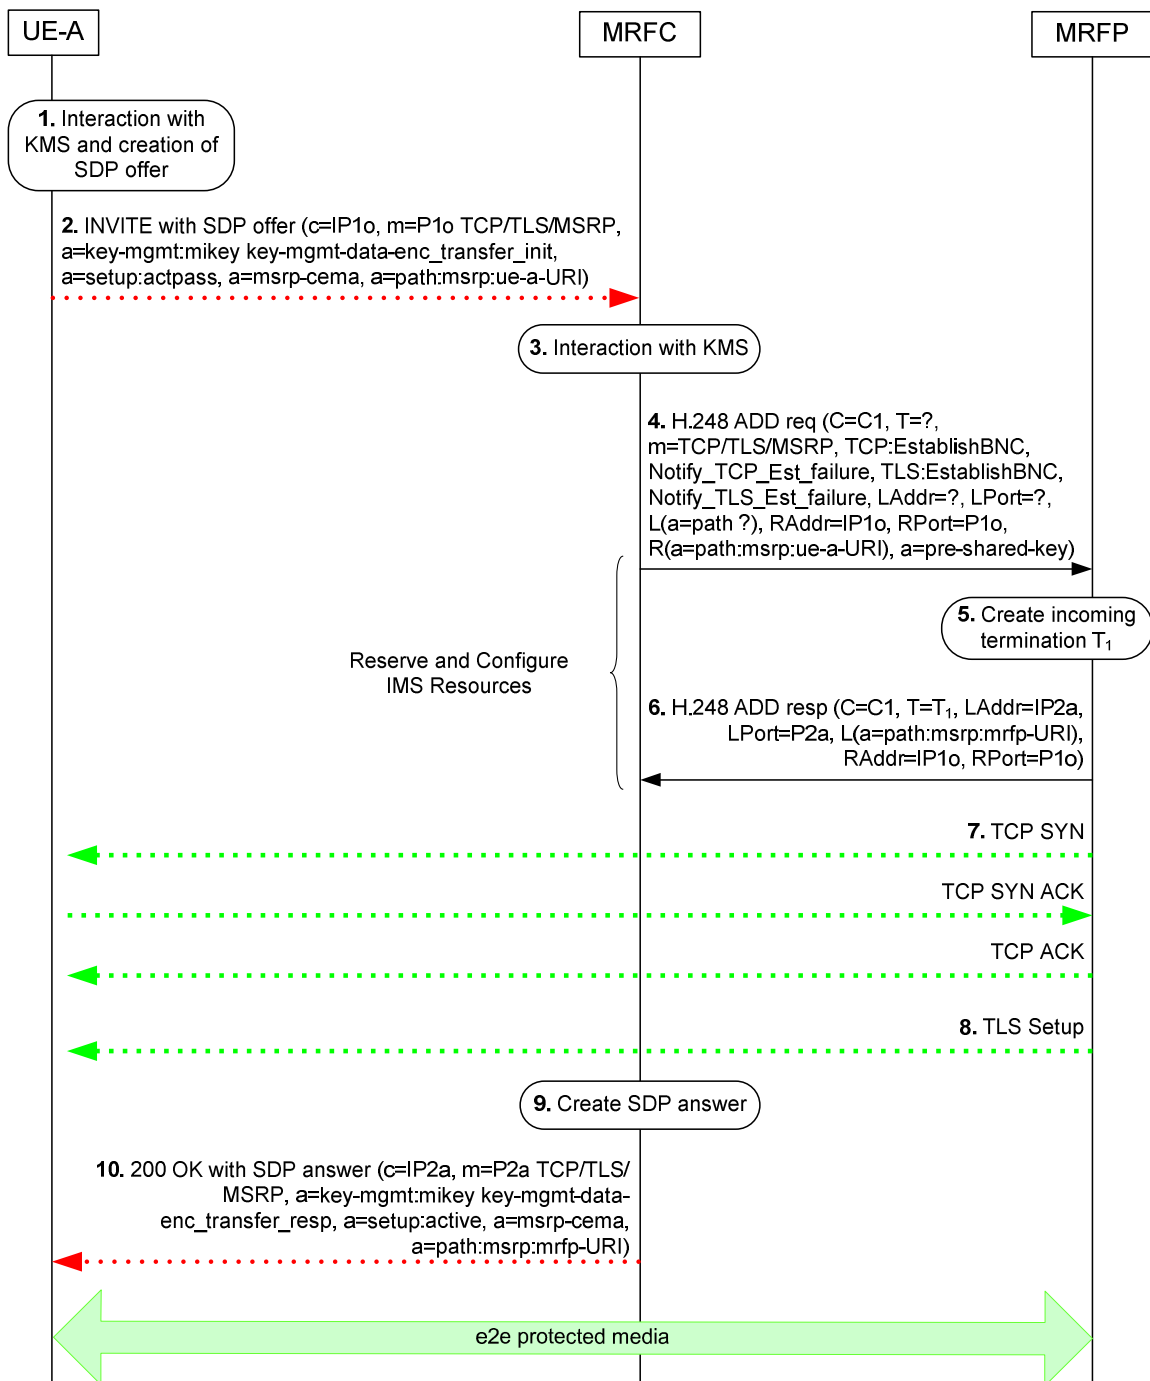 UE-A
MRFC
MRFP
1. Interaction with
KMS and creation of
SDP offer
2. INVITE with SDP offer (c=IP1o, m=P1o TCP/TLS/MSRP,
a=key-mgmt:mikey key-mgmt-data-enc_transfer_init,
a=setup:actpass, a=msrp-cema, a=path:msrp:ue-a-URI)
3. Interaction with KMS
4. H.248 ADD req (C=C1, T=?,
m=TCP/TLS/MSRP, TCP:EstablishBNC,
Notify_TCP_Est_failure, TLS:EstablishBNC,
Notify_TLS_Est_failure, LAddr=?, LPort=?,
L(a=path ?), RAddr=IP1o, RPort=P1o,
R(a=path:msrp:ue-a-URI), a=pre-shared-key)
5. Create incoming
termination T1
Reserve and Configure
IMS Resources
6. H.248 ADD resp (C=C1, T=T1, LAddr=IP2a,
LPort=P2a, L(a=path:msrp:mrfp-URI),
RAddr=IP1o, RPort=P1o)
7. TCP SYN
TCP SYN ACK
TCP ACK
8. TLS Setup
9. Create SDP answer
10. 200 OK with SDP answer (c=IP2a, m=P2a TCP/TLS/
MSRP, a=key-mgmt:mikey key-mgmt-data-
enc_transfer_resp, a=setup:active, a=msrp-cema,
a=path:msrp:mrfp-URI)
e2e protected media